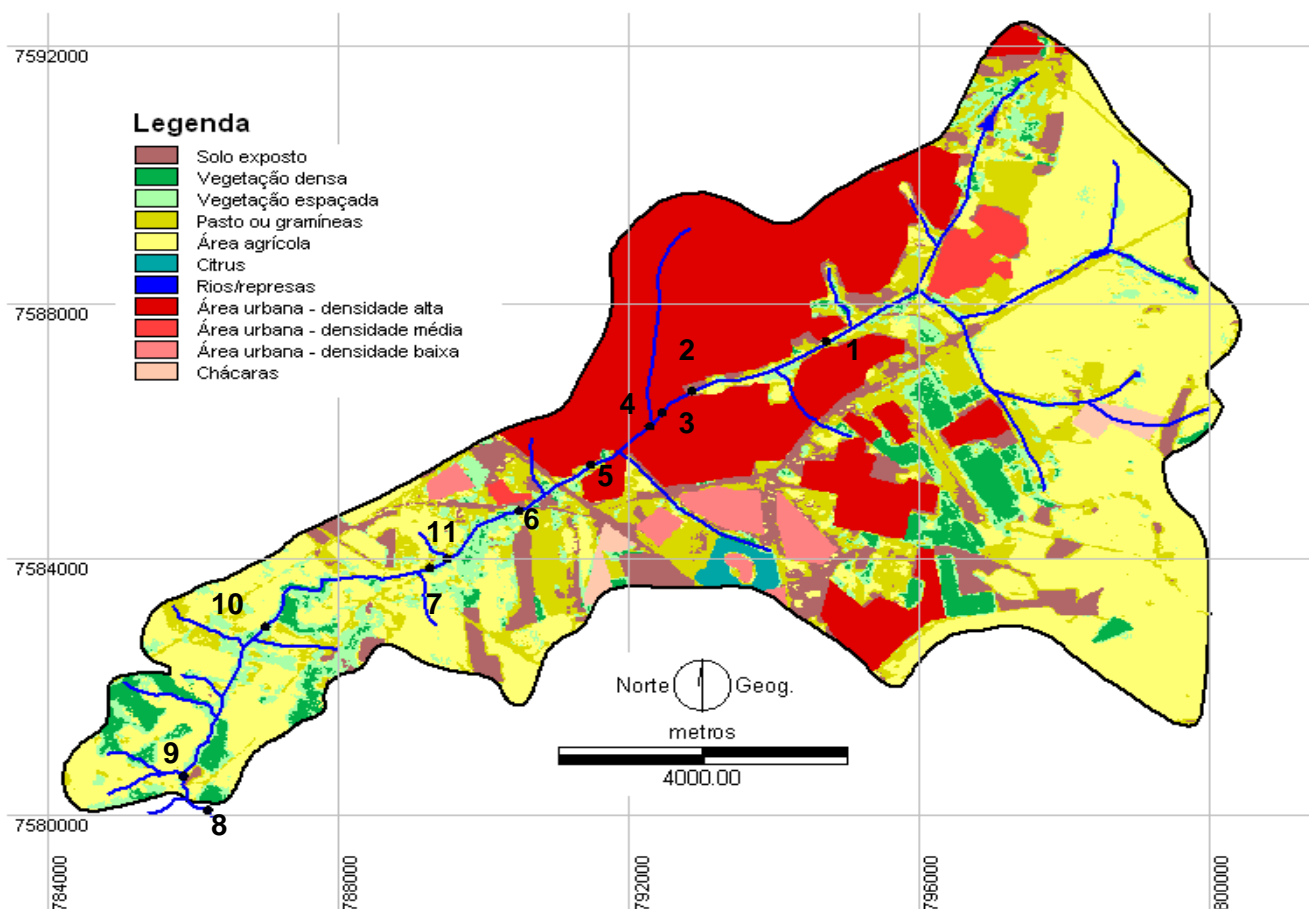 7592000
Legenda
Solo exposto
Vegetação densa
Vegetação espaçada
Pasto ou gramíneas
Área agrícola
Citrus
Rios/represas
Área urbana - densidade alta
Área urbana - densidade média
Área urbana - densidade baixa
Chácaras
7588000
2
1
4
3
5
6
11
7584000
7
10
Norte
Geog.
metros
4000.00
9
8
7580000
784000
788000
792000
796000
800000